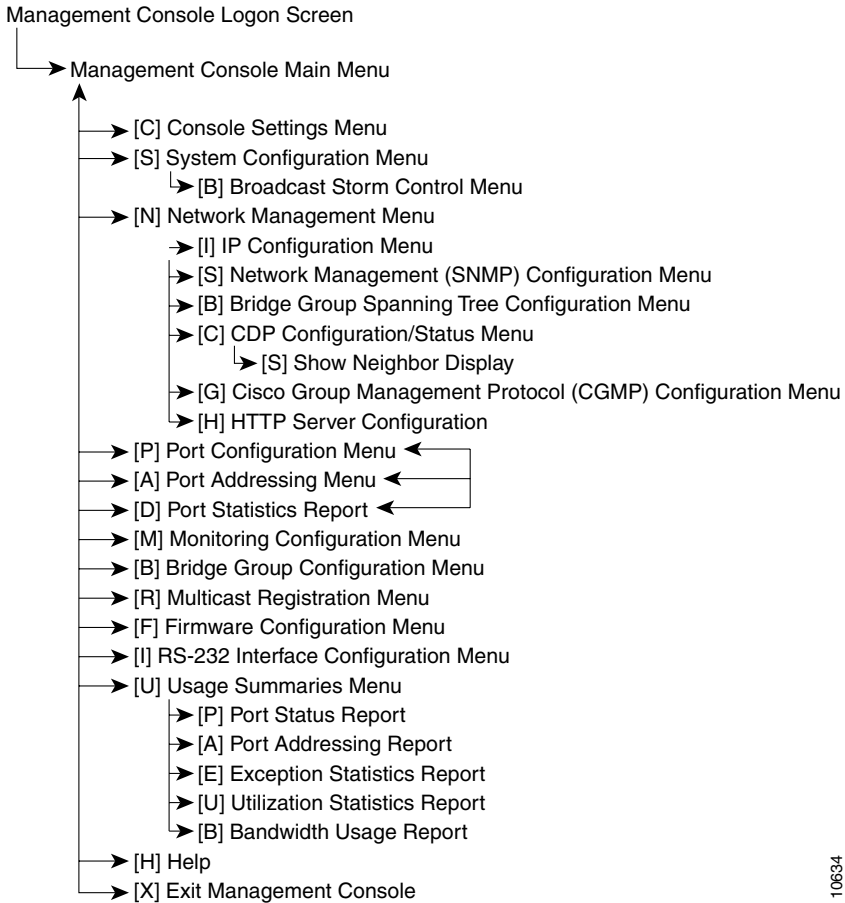 Management Console Logon Screen
Management Console Main Menu
[C] Console Settings Menu
[S] System Configuration Menu
[B] Broadcast Storm Control Menu
[N] Network Management Menu
[I] IP Configuration Menu
[S] Network Management (SNMP) Configuration Menu
[B] Bridge Group Spanning Tree Configuration Menu
[C] CDP Configuration/Status Menu
[S] Show Neighbor Display
[G] Cisco Group Management Protocol (CGMP) Configuration Menu
[H] HTTP Server Configuration
[P] Port Configuration Menu
[A] Port Addressing Menu
[D] Port Statistics Report
[M] Monitoring Configuration Menu
[B] Bridge Group Configuration Menu
[R] Multicast Registration Menu
[F] Firmware Configuration Menu
[I] RS-232 Interface Configuration Menu
[U] Usage Summaries Menu
[P] Port Status Report
[A] Port Addressing Report
[E] Exception Statistics Report
[U] Utilization Statistics Report
[B] Bandwidth Usage Report
[H] Help
[X] Exit Management Console
10634